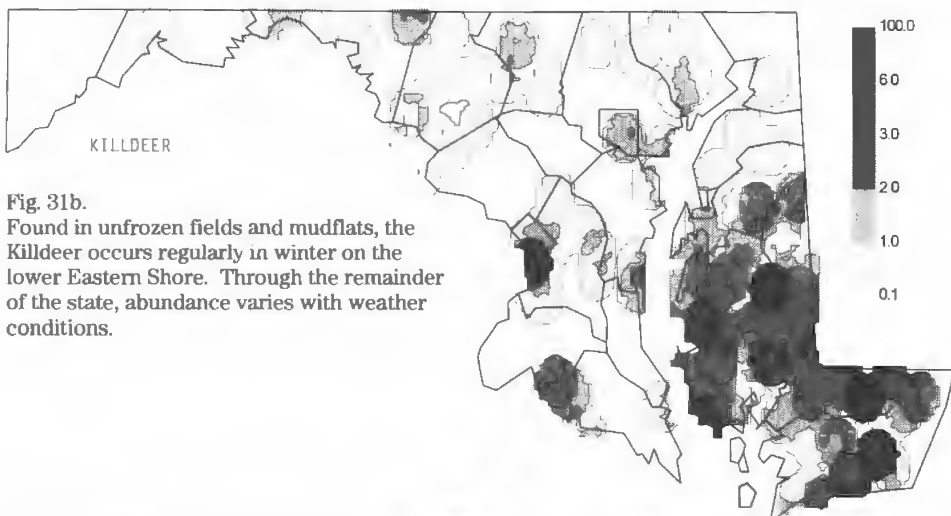 100.0
6.0
3.0
2.0
1.0
0.1
KILLDEER
Fig. 31b.
Found in unfrozen fields and mudflats, the
Killdeer occurs regularly in winter on the
lower Eastern Shore. Through the remainder
of the state, abundance varies with weather
conditions.